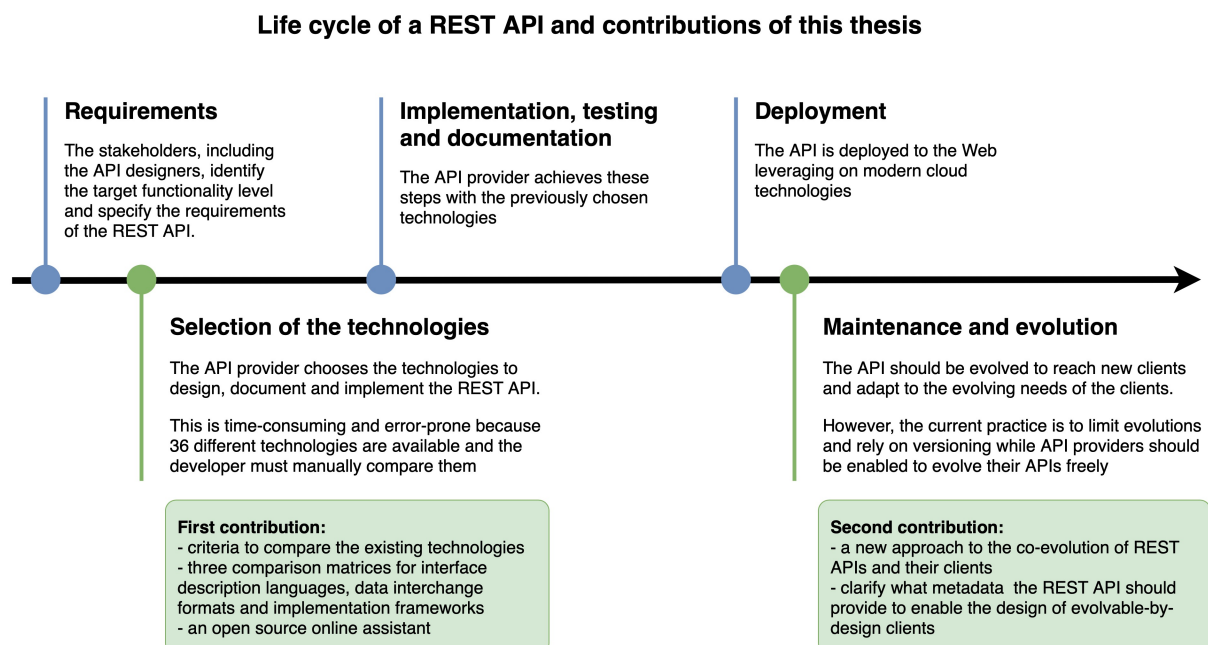 Life cycle of a REST API and contributions of this thesis
Requirements
The stakeholders, including
the API designers, identify
the target functionality level
and specify the requirements
of the REST API.
Implementation, testing
and documentation
The API provider achieves these
steps with the previously chosen
technologies
Deployment
The API is deployed to the Web
leveraging on modern cloud
technologies
Selection of the technologies
The API provider chooses the technologies to
design, document and implement the REST API.
This is time-consuming and error-prone because
36 different technologies are available and the
developer must manually compare them
First contribution:
- criteria to compare the existing technologies
- three comparison matrices for interface
description languages, data interchange
formats and implementation frameworks
- an open source online assistant
Maintenance and evolution
The API should be evolved to reach new clients
and adapt to the evolving needs of the clients.
However, the current practice is to limit evolutions
and rely on versioning while API providers should
be enabled to evolve their APIs freely
Second contribution:
- a new approach to the co-evolution of REST
APIs and their clients
- clarify what metadata  the REST API should
provide to enable the design of evolvable-by-
design clients